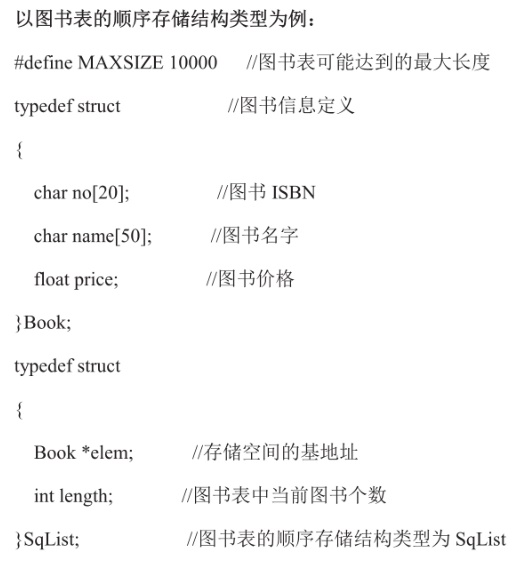 以图书表的顺序存储结构类型为例：
#define MAXSIZE 10000 //图书表可能达到的最大长度
typedef struct //图书信息定义
{
char no[20]; //图书 ISBN
char name[50]; //图书名字
float price; //图书价格
}Book;
typedef struct
{
Book *elem; //存储空间的基地址
int length; //图书表中当前图书个数
}SqList; //图书表的顺序存储结构类型为 SqList